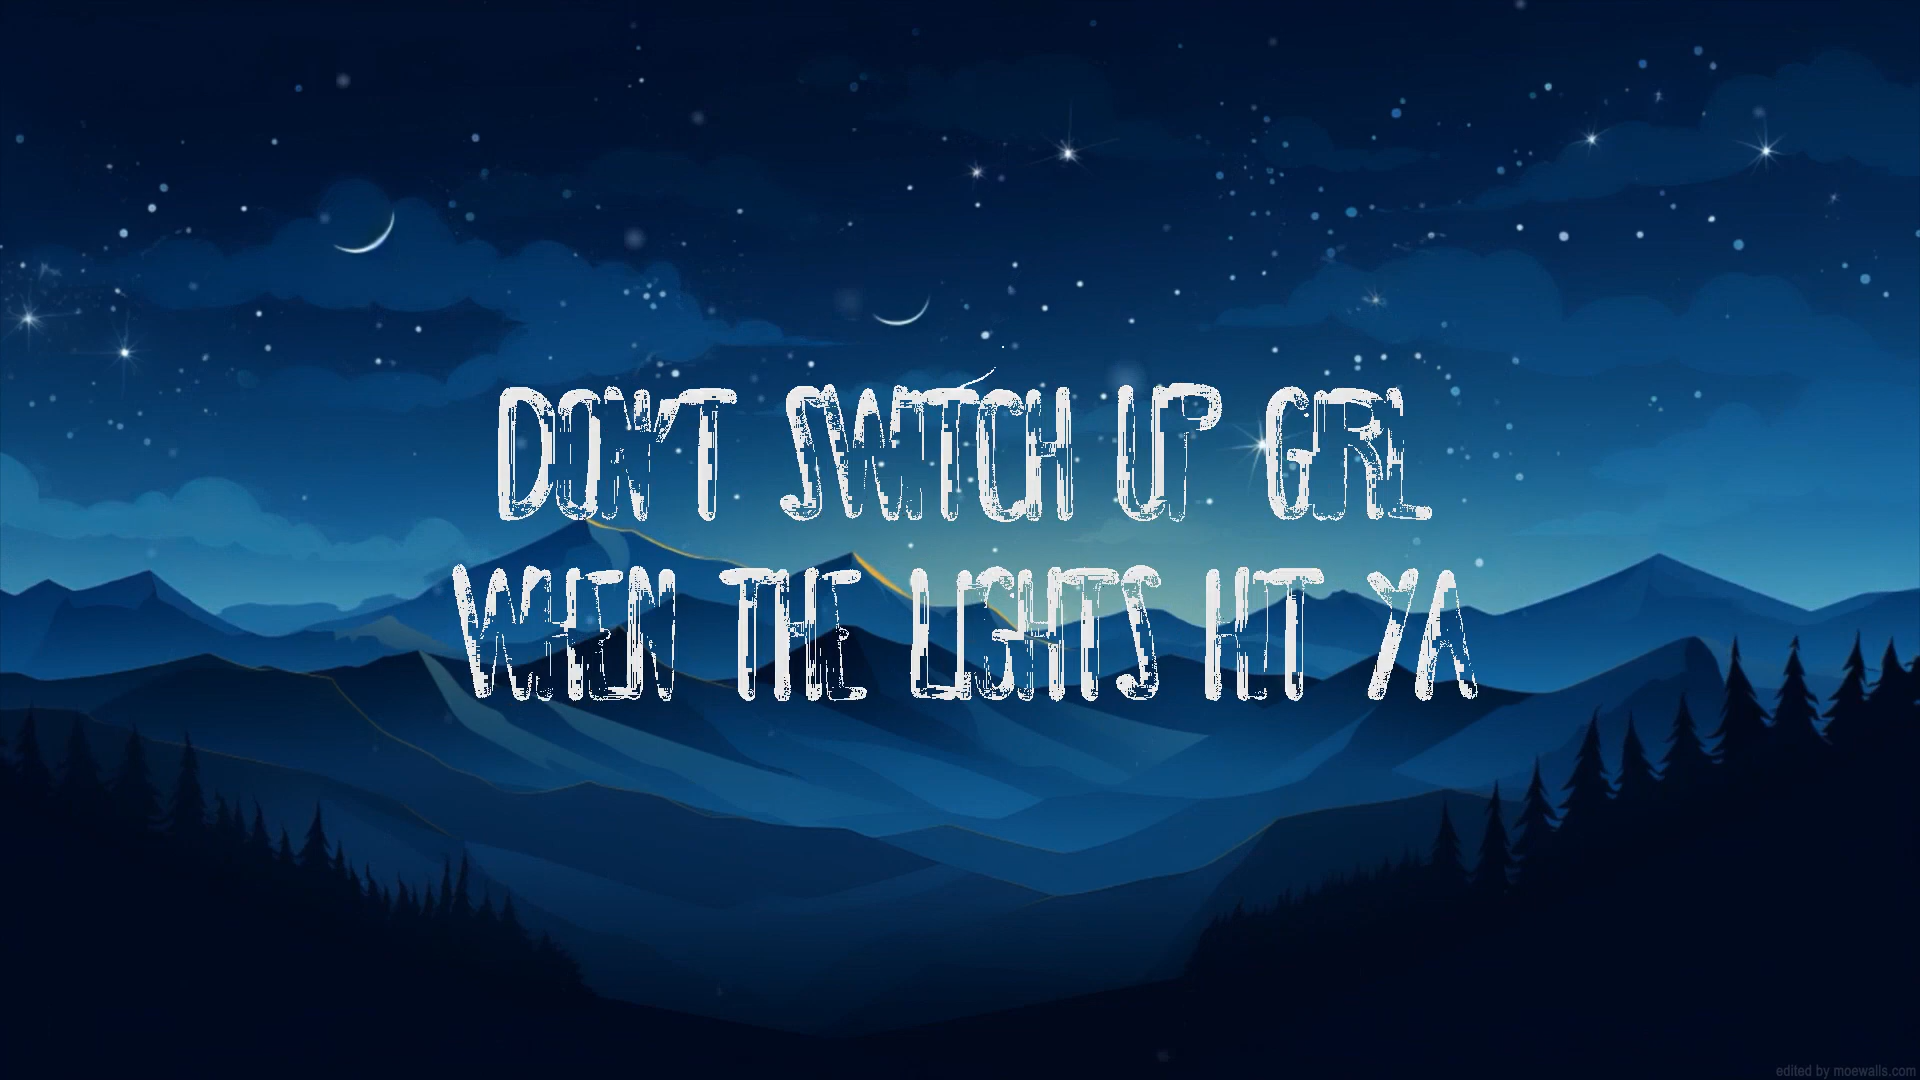 DON'T SWITCH UP GIRL
WHEN THE LIGHTS HIT YA
edited by moewalls.com